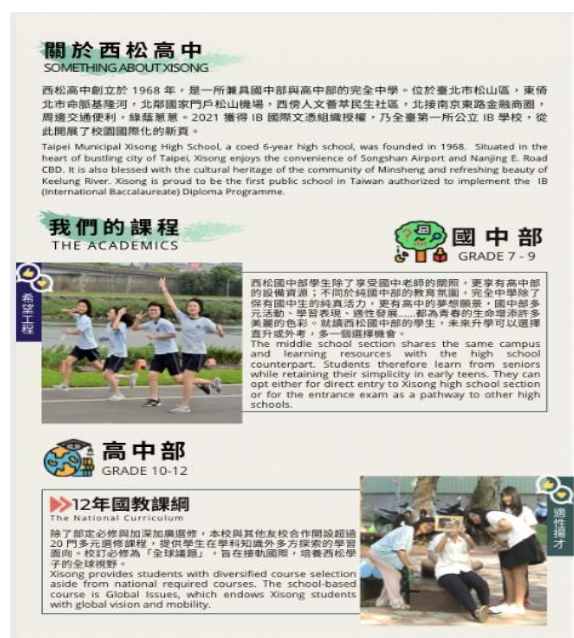 關於西松高中
SOMETHING ABOUT XISONG
西松高中創立於 1968 年，是一所兼具國中部與高中部的完全中學。位於臺北市松山區，東倚
北市命脈基隆河，北鄰國家門戶松山機場，西傍人文薈萃民生社區，北接南京東路金融商圈，
周邊交通便利，綠蔭蔥蔥。2021 獲得 IB 國際文憑組織授權，乃全臺第一所公立 IB 學校，從
此開展了校園國際化的新頁。
Taipei Municipal Xisong High School, a coed 6-year high school, was founded in 1968. Situated in the
heart of bustling city of Taipei, Xisong enjoys the convenience of Songshan Airport and Nanjing E. Road
CBD. It is also blessed with the cultural heritage of the community of Minsheng and refreshing beauty of
Keelung River. Xisong is proud to be the first public school in Taiwan authorized to implement the IB
(International Baccalaureate) Diploma Programme.
我們的課程
THE ACADEMICS
國中部
GRADE 7 - 9
希望工程
西松國中部學生除了享受國中老師的關照，更享有高中部
的設備資源；不同於純國中部的教育氛圍，完全中學除了
保有國中生的純真活力，更有高中的夢想願景，國中部多
元活動、學習表現、適性發展......都為青春的生命增添許多
美麗的色彩。就讀西松國中部的學生，未來升學可以選擇
直升或外考，多一個選擇機會。
The middle school section shares the same campus
and learning resources with the high school
counterpart. Students therefore learn from seniors
while retaining their simplicity in early teens. They can
opt either for direct entry to Xisong high school section
or for the entrance exam as a pathway to other high
schools.
高中部
GRADE 10-12
12年國教課綱
The National Curriculum
除了部定必修與加深加廣選修，本校與其他友校合作開設超過
20 門多元選修課程，提供學生在學科知識外多方探索的學習
面向。校訂必修為「全球議題」，旨在接軌國際，培養西松學
子的全球視野。
Xisong provides students with diversified course selection
aside from national required courses. The school-based
course is Global Issues, which endows Xisong students
with global vision and mobility.
適性揚才